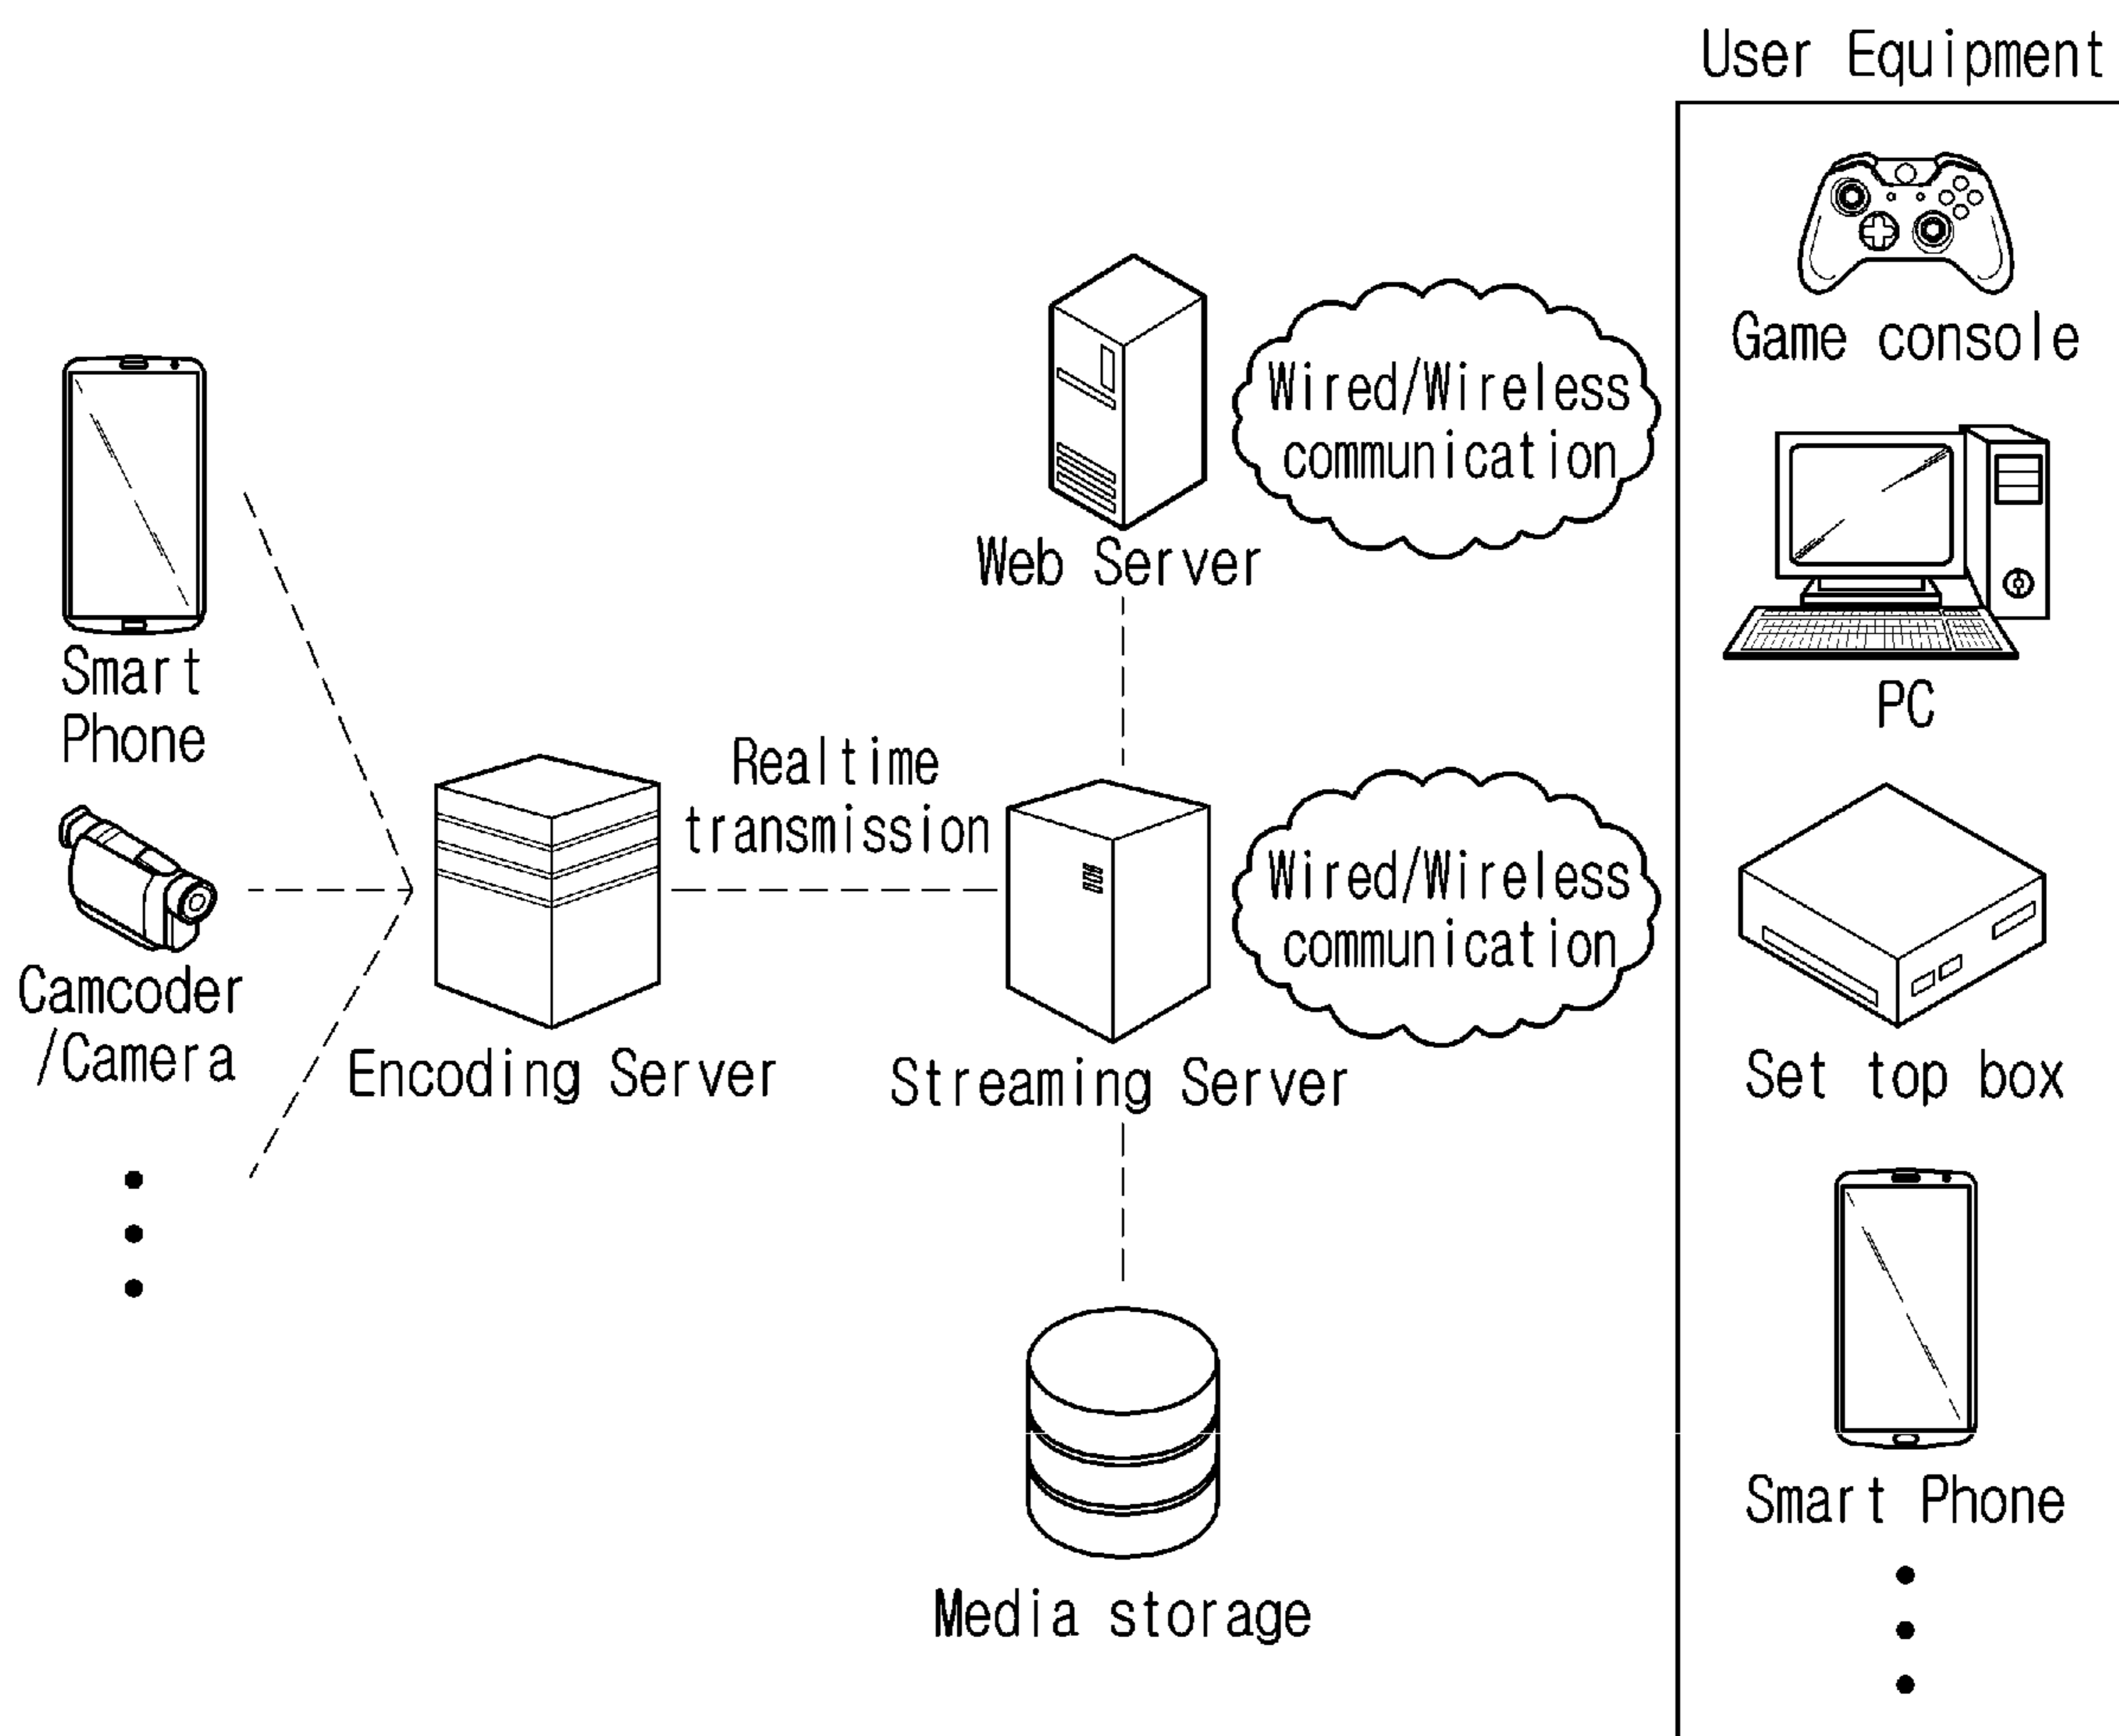 User Equipment
Game console
Wired/Wireless
communication
Web Server
Smart
Phone
PC
Realtime
transmission
Wired/Wireless
communication
Camcoder
/Camera
Encoding Server
Streaming Server
Set top box
Smart Phone
Media storage